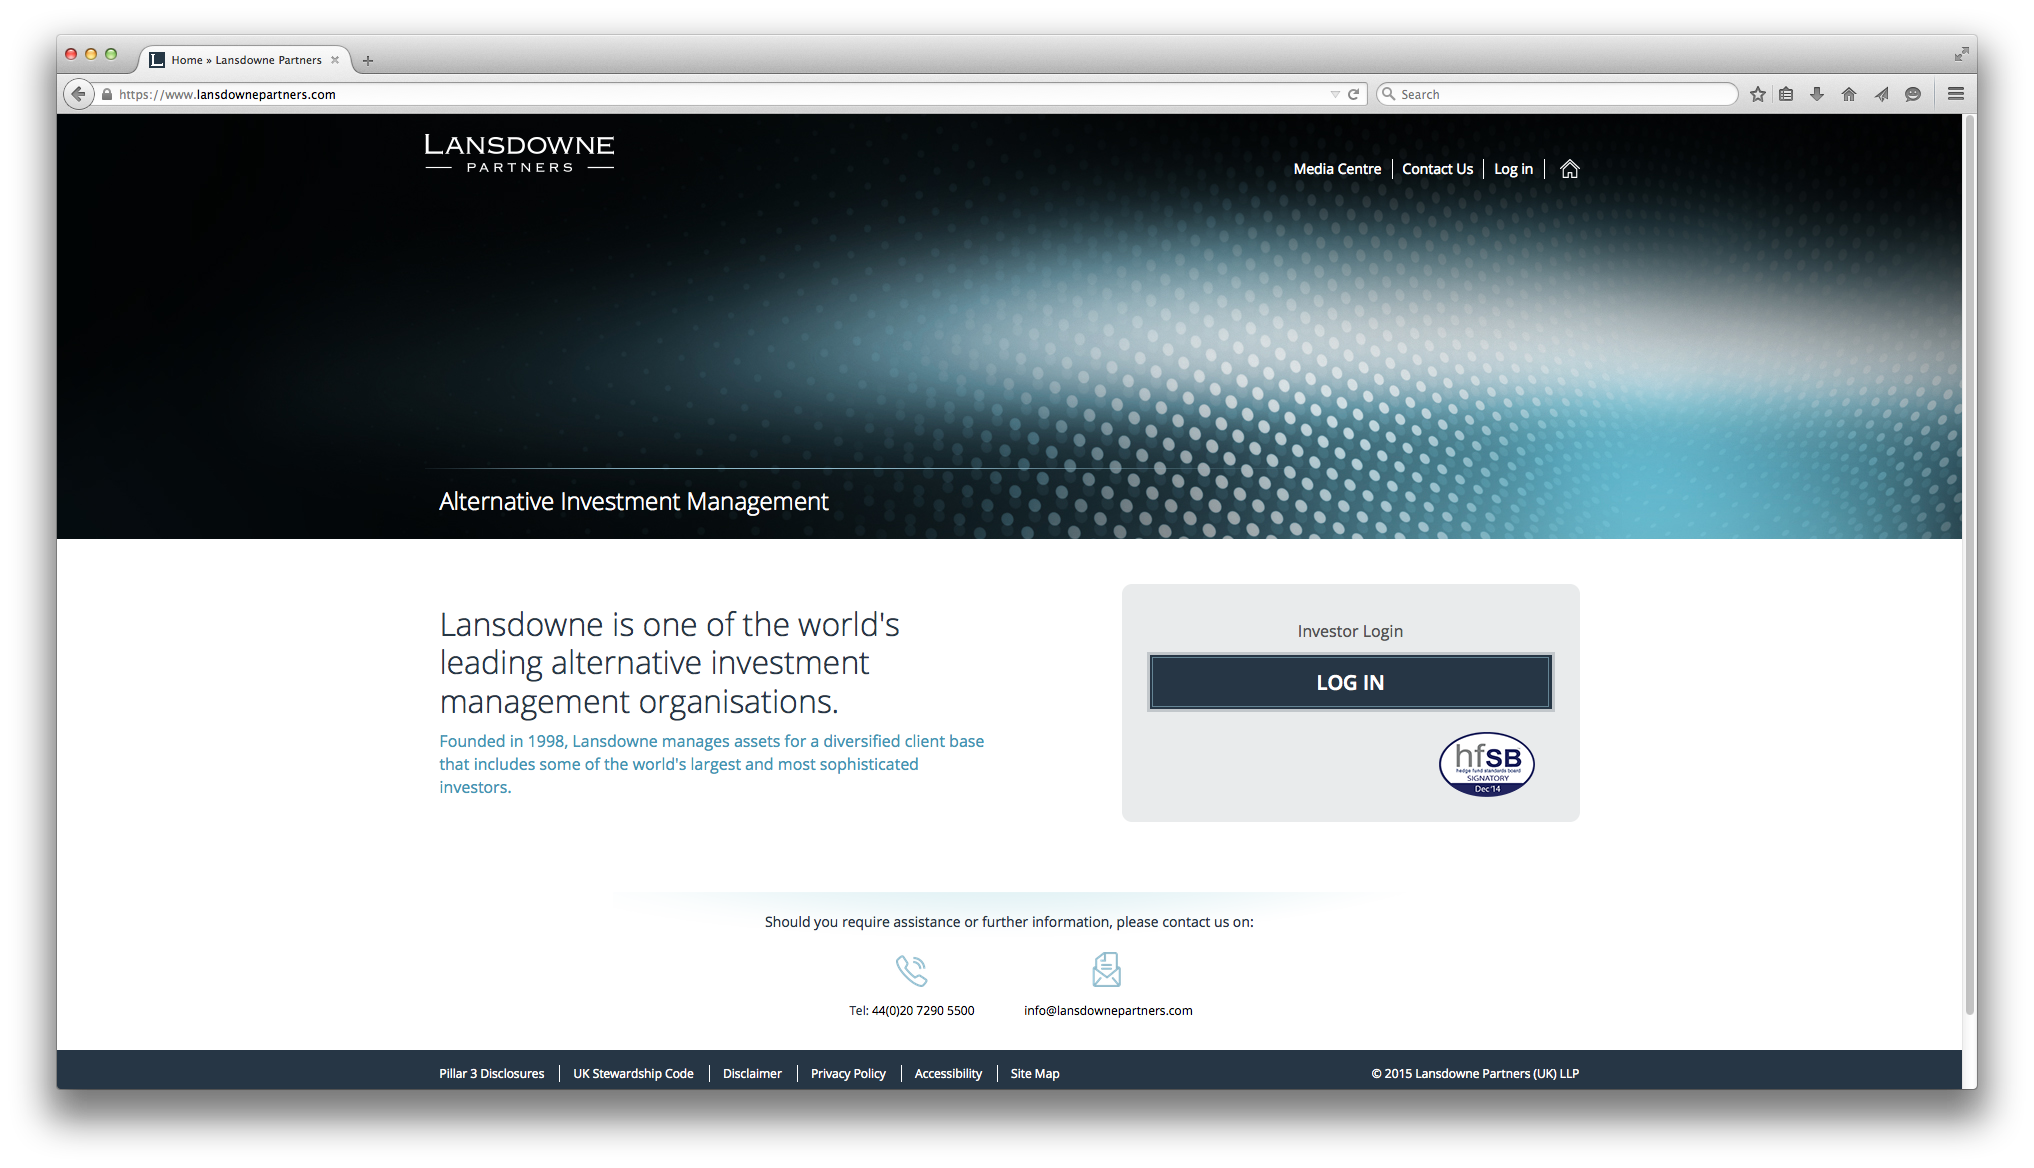 Home » Lansdowne Partners
https://www.lansdownepartners.com
Search
LANSDOWNE
PARTNERS
Media Centre
Contact Us
Log in
Alternative Investment Management
Lansdowne is one of the world's
leading alternative investment
management organisations.
Founded in 1998, Lansdowne manages assets for a diversified client base
that includes some of the world's largest and most sophisticated
investors.
Investor Login
LOG IN
hfSB
hedge fund standards board
SIGNATORY
Dec'14
Should you require assistance or further information, please contact us on:
Tel: 44(0)20 7290 5500
info@lansdownepartners.com
Pillar 3 Disclosures
UK Stewardship Code
Disclaimer
Privacy Policy
Accessibility
Site Map
© 2015 Lansdowne Partners (UK) LLP